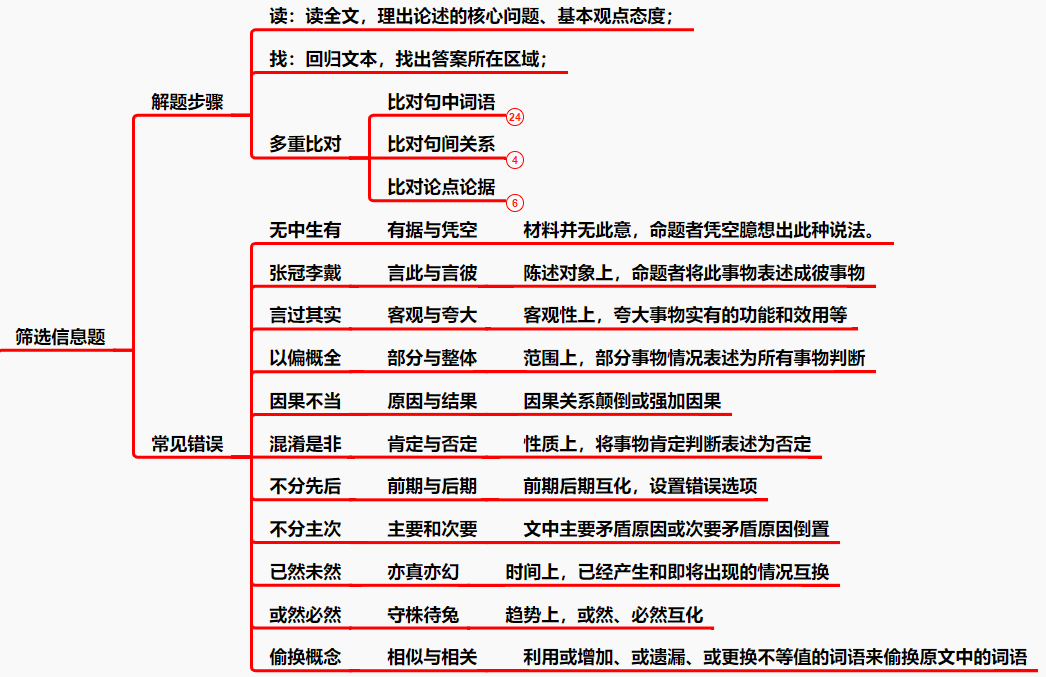 筛选信息题
解题步骤
读：读全文，理出论述的核心问题、基本观点态度；
找：回归文本，找出答案所在区域；
多重比对
比对句中词语 24
比对句间关系 4
比对论点论据 6
常见错误
无中生有 有据与凭空 材料并无此意，命题者凭空臆想出此种说法。
张冠李戴 言此与言彼 陈述对象上，命题者将此事物表述成彼事物
言过其实 客观与夸大 客观性上，夸大事物实有的功能和效用等
以偏概全 部分与整体 范围上，部分事物情况表述为所有事物判断
因果不当 原因与结果 因果关系颠倒或强加因果
混淆是非 肯定与否定 性质上，将事物肯定判断表述为否定
不分先后 前期与后期 前期后期互化，设置错误选项
不分主次 主要和次要 文中主要矛盾原因或次要矛盾原因倒置
已然未然 亦真亦幻 时间上，已经产生和即将出现的情况互换
或然必然 守株待兔 趋势上，或然、必然互化
偷换概念 相似与相关 利用或增加、或遗漏、或更换不等值的词语来偷换原文中的词语